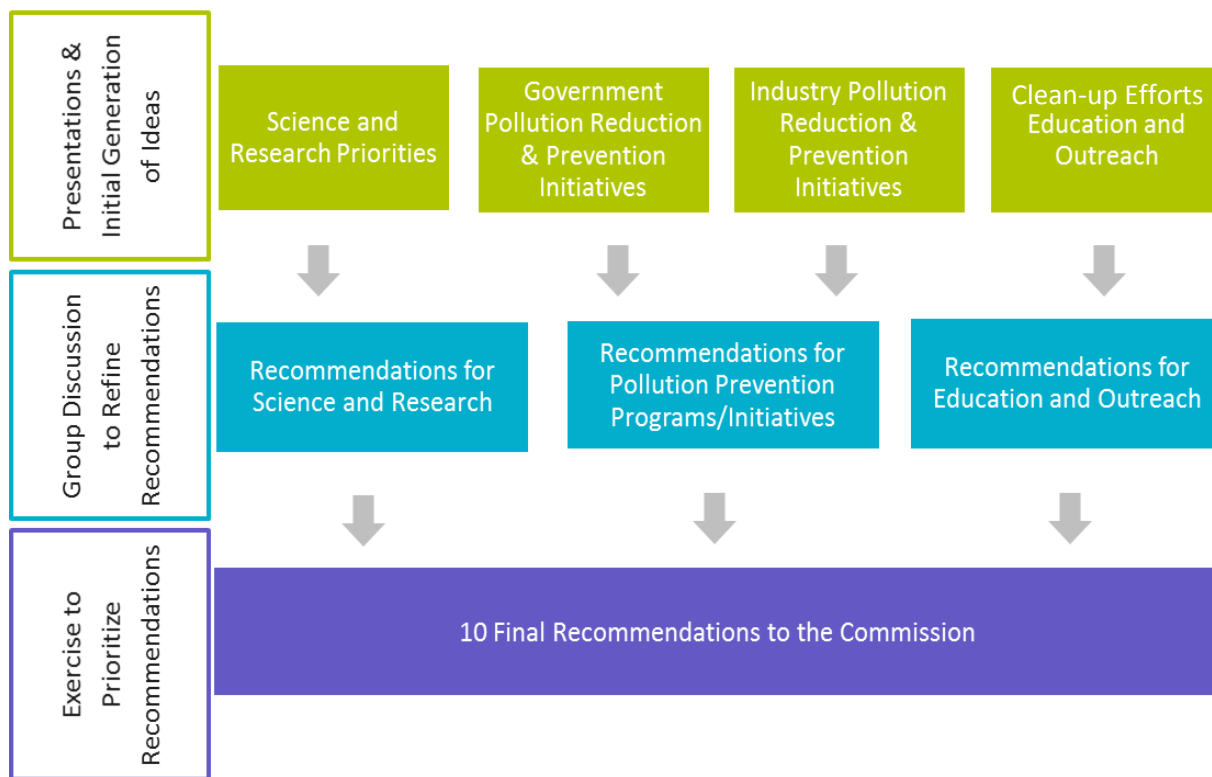 Presentations &
Initial Generation
of Ideas
Science and
Research Priorities
Government
Pollution Reduction
& Prevention
Initiatives
Industry Pollution
Reduction &
Prevention
Initiatives
Clean-up Efforts
Education and
Outreach
Group Discussion
to Refine
Recommendations
Recommendations for
Science and Research
Recommendations for
Pollution Prevention
Programs/Initiatives
Recommendations for
Education and Outreach
Exercise to
Prioritize
Recommendations
10 Final Recommendations to the Commission